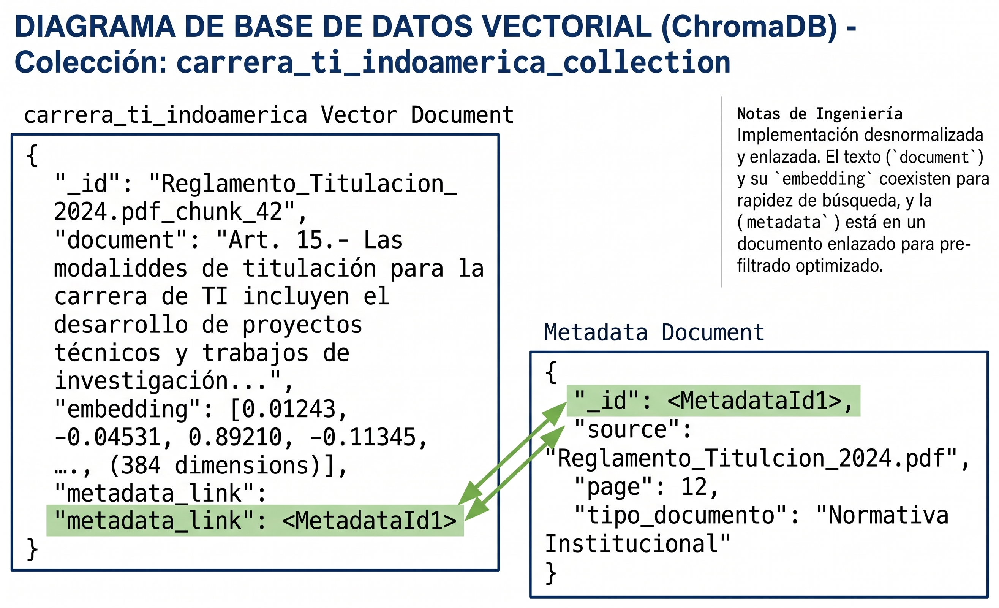 DIAGRAMA DE BASE DE DATOS VECTORIAL (ChromaDB) -
Colección: carrera_ti_indoamerica_collection
carrera_ti_indoamerica Vector Document
{
"_id": "Reglamento_Titulacion_
2024.pdf_chunk_42",
"document": "Art. 15.- Las
modaliddes de titulación para la
carrera de TI incluyen el
desarrollo de proyectos
técnicos y trabajos de
investigación...",
"embedding": [0.01243,
-0.04531, 0.89210, -0.11345,
…., (384 dimensions)],
"metadata_link":
"metadata_link": <MetadataId1>
}
Notas de Ingeniería
Implementación desnormalizada
y enlazada. El texto (`document`)
y su `embedding` coexisten para
rapidez de búsqueda, y la
(metadata`) está en un
documento enlazado para pre-
filtrado optimizado.
Metadata Document
{
"_id": <MetadataId1>,
"source":
"Reglamento_Titulcion_2024.pdf",
"page": 12,
"tipo_documento": "Normativa
Institucional"
}